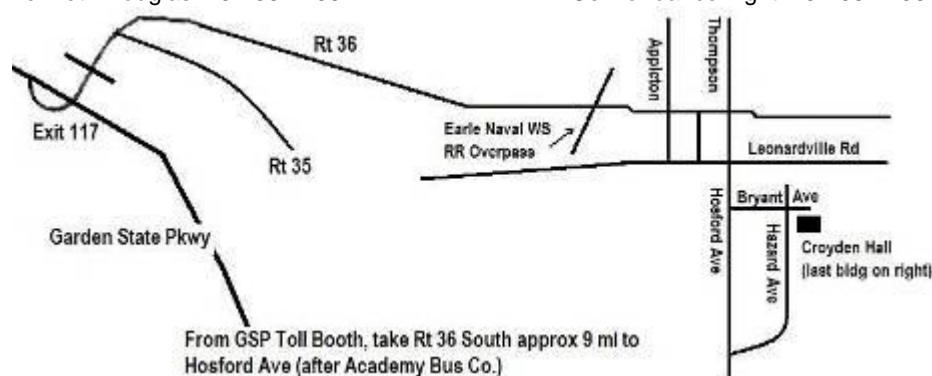 Rt 36
Appleton
Thompson
Exit 117
Earle Naval WS
RR Overpass
Rt 35
Leonardville Rd
Hosford Ave
Bryant Ave
Hazard Ave
Garden State Pkwy
Croyden Hall
(last bldg on right)
From GSP Toll Booth, take Rt 36 South approx 9 mi to
Hosford Ave (after Academy Bus Co.)